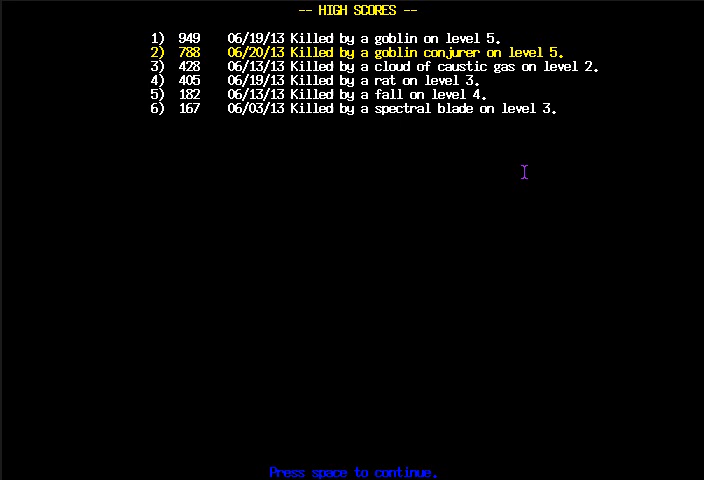 -- HIGH SCORES --
1) 949 06/19/13 Killed by a goblin on level 5.
2) 788 06/20/13 Killed by a goblin conjurer on level 5.
3) 428 06/13/13 Killed by a cloud of caustic gas on level 2.
4) 405 06/19/13 Killed by a rat on level 3.
5) 182 06/13/13 Killed by a fall on level 4.
6) 167 06/03/13 Killed by a spectral blade on level 3.
Press space to continue.